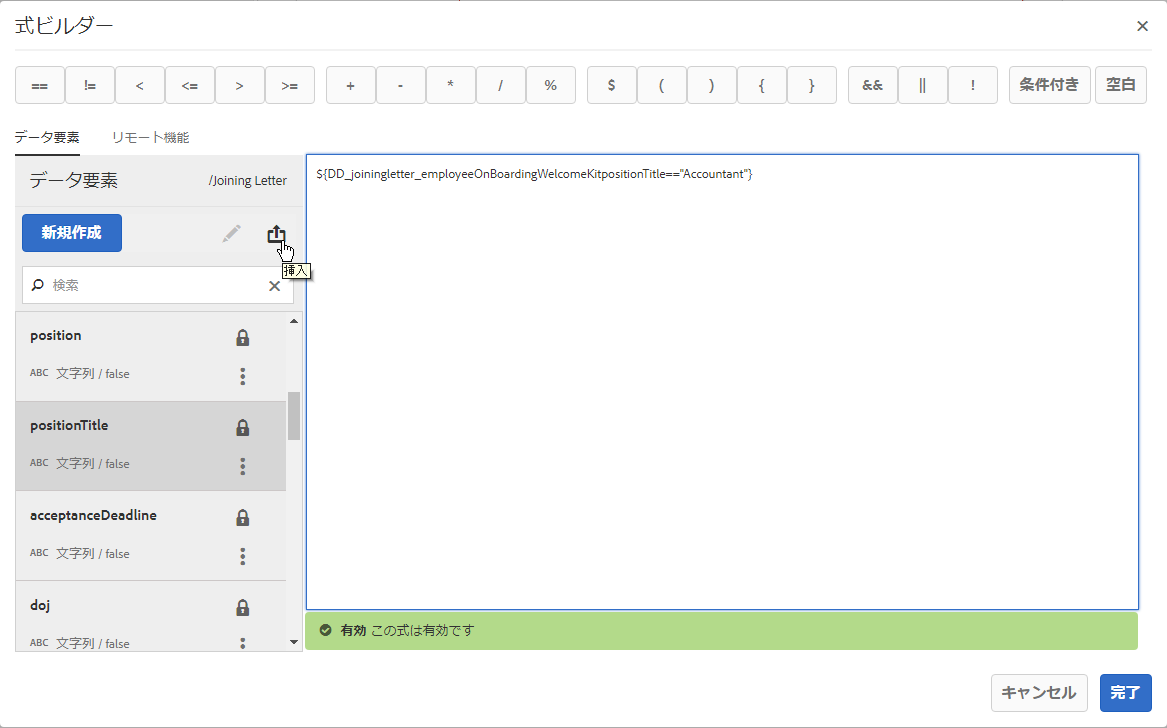 式ビルダー
== != < <= > >= + - * / % $ ( ) { } && || ! 条件付き 空白
データ要素 リモート機能
データ要素 /Joining Letter
${DD_joiningletter_employeeOnBoardingWelcomeKitpositionTitle=="Accountant"}
新規作成
挿入
検索
position
ABC 文字列 / false
positionTitle
ABC 文字列 / false
acceptanceDeadline
ABC 文字列 / false
doj
ABC 文字列 / false
有効 この式は有効です
キャンセル 完了